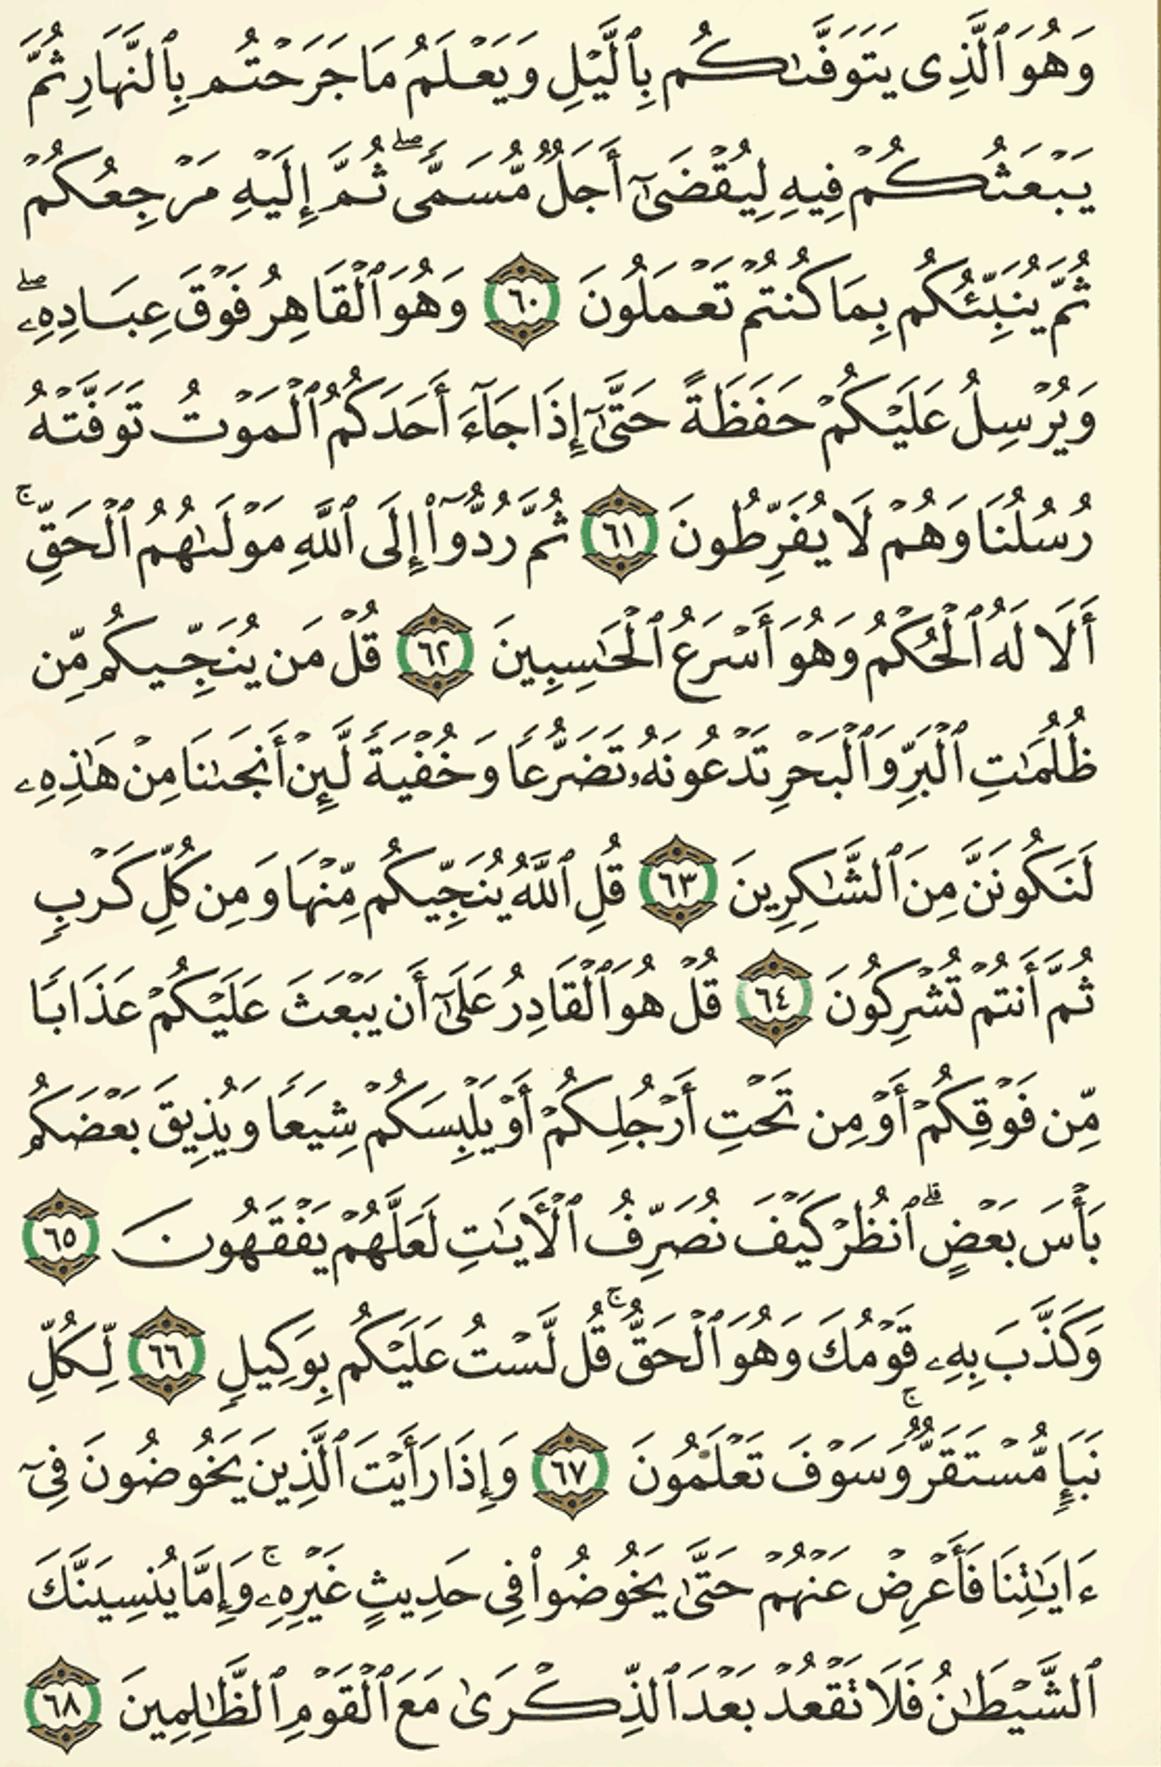 وَهُوَ ٱلَّذِى يَتَوَفَّىٰكُم بِٱلَّيْلِ وَيَعْلَمُ مَا جَرَحْتُم بِٱلنَّهَارِ ثُمَّ
يَبْعَثُكُمْ فِيهِ لِيُقْضَىٰٓ أَجَلٌ مُّسَمًّى ۖ ثُمَّ إِلَيْهِ مَرْجِعُكُمْ
ثُمَّ يُنَبِّئُكُم بِمَا كُنتُمْ تَعْمَلُونَ ٦٠ وَهُوَ ٱلْقَاهِرُ فَوْقَ عِبَادِهِۦ ۖ
وَيُرْسِلُ عَلَيْكُمْ حَفَظَةً حَتَّىٰٓ إِذَا جَآءَ أَحَدَكُمُ ٱلْمَوْتُ تَوَفَّتْهُ
رُسُلُنَا وَهُمْ لَا يُفَرِّطُونَ ٦١ ثُمَّ رُدُّوٓا۟ إِلَى ٱللَّهِ مَوْلَىٰهُمُ ٱلْحَقِّ ۚ
أَلَا لَهُ ٱلْحُكْمُ وَهُوَ أَسْرَعُ ٱلْحَـٰسِبِينَ ٦٢ قُلْ مَن يُنَجِّيكُم مِّن
ظُلُمَـٰتِ ٱلْبَرِّ وَٱلْبَحْرِ تَدْعُونَهُۥ تَضَرُّعًا وَخُفْيَةً لَّئِنْ أَنجَىٰنَا مِنْ هَـٰذِهِۦ
لَنَكُونَنَّ مِنَ ٱلشَّـٰكِرِينَ ٦٣ قُلِ ٱللَّهُ يُنَجِّيكُم مِّنْهَا وَمِن كُلِّ كَرْبٍ
ثُمَّ أَنتُمْ تُشْرِكُونَ ٦٤ قُلْ هُوَ ٱلْقَادِرُ عَلَىٰٓ أَن يَبْعَثَ عَلَيْكُمْ عَذَابًا
مِّن فَوْقِكُمْ أَوْ مِن تَحْتِ أَرْجُلِكُمْ أَوْ يَلْبِسَكُمْ شِيَعًا وَيُذِيقَ بَعْضَكُم
بَأْسَ بَعْضٍ ۗ ٱنظُرْ كَيْفَ نُصَرِّفُ ٱلْـَٔايَـٰتِ لَعَلَّهُمْ يَفْقَهُونَ ٦٥
وَكَذَّبَ بِهِۦ قَوْمُكَ وَهُوَ ٱلْحَقُّ ۚ قُل لَّسْتُ عَلَيْكُم بِوَكِيلٍ ٦٦ لِّكُلِّ
نَبَإٍ مُّسْتَقَرٌّ ۚ وَسَوْفَ تَعْلَمُونَ ٦٧ وَإِذَا رَأَيْتَ ٱلَّذِينَ يَخُوضُونَ فِىٓ
ءَايَـٰتِنَا فَأَعْرِضْ عَنْهُمْ حَتَّىٰ يَخُوضُوا۟ فِى حَدِيثٍ غَيْرِهِۦ ۚ وَإِمَّا يُنسِيَنَّكَ
ٱلشَّيْطَـٰنُ فَلَا تَقْعُدْ بَعْدَ ٱلذِّكْرَىٰ مَعَ ٱلْقَوْمِ ٱلظَّـٰلِمِينَ ٦٨